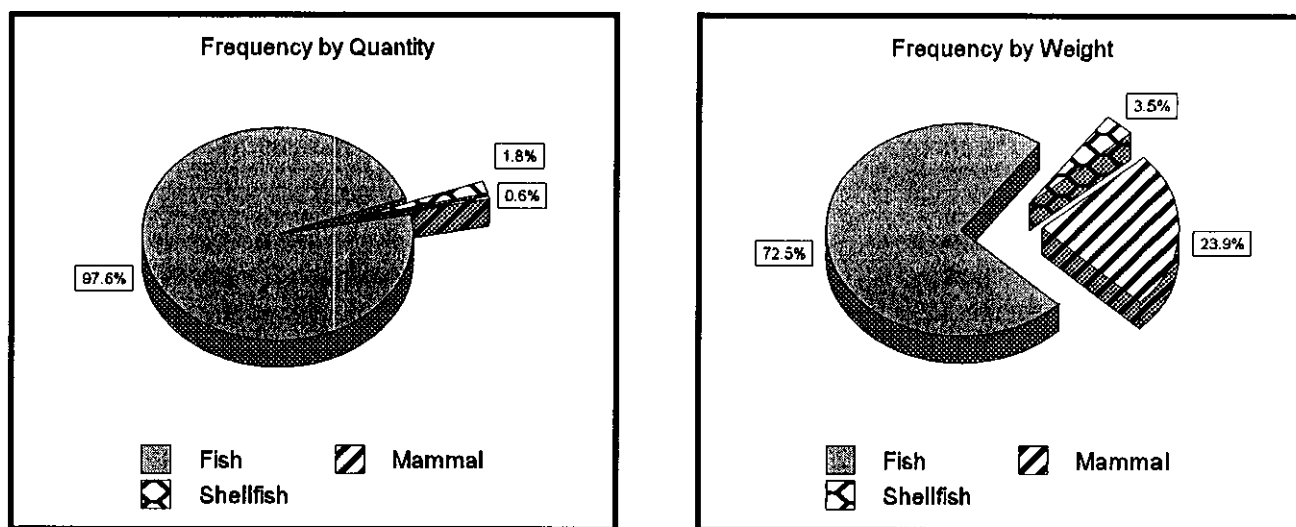 Frequency by Quantity
1.8%
0.6%
97.6%
Fish
Mammal
Shellfish
Frequency by Weight
3.5%
72.5%
23.9%
Fish
Mammal
Shellfish